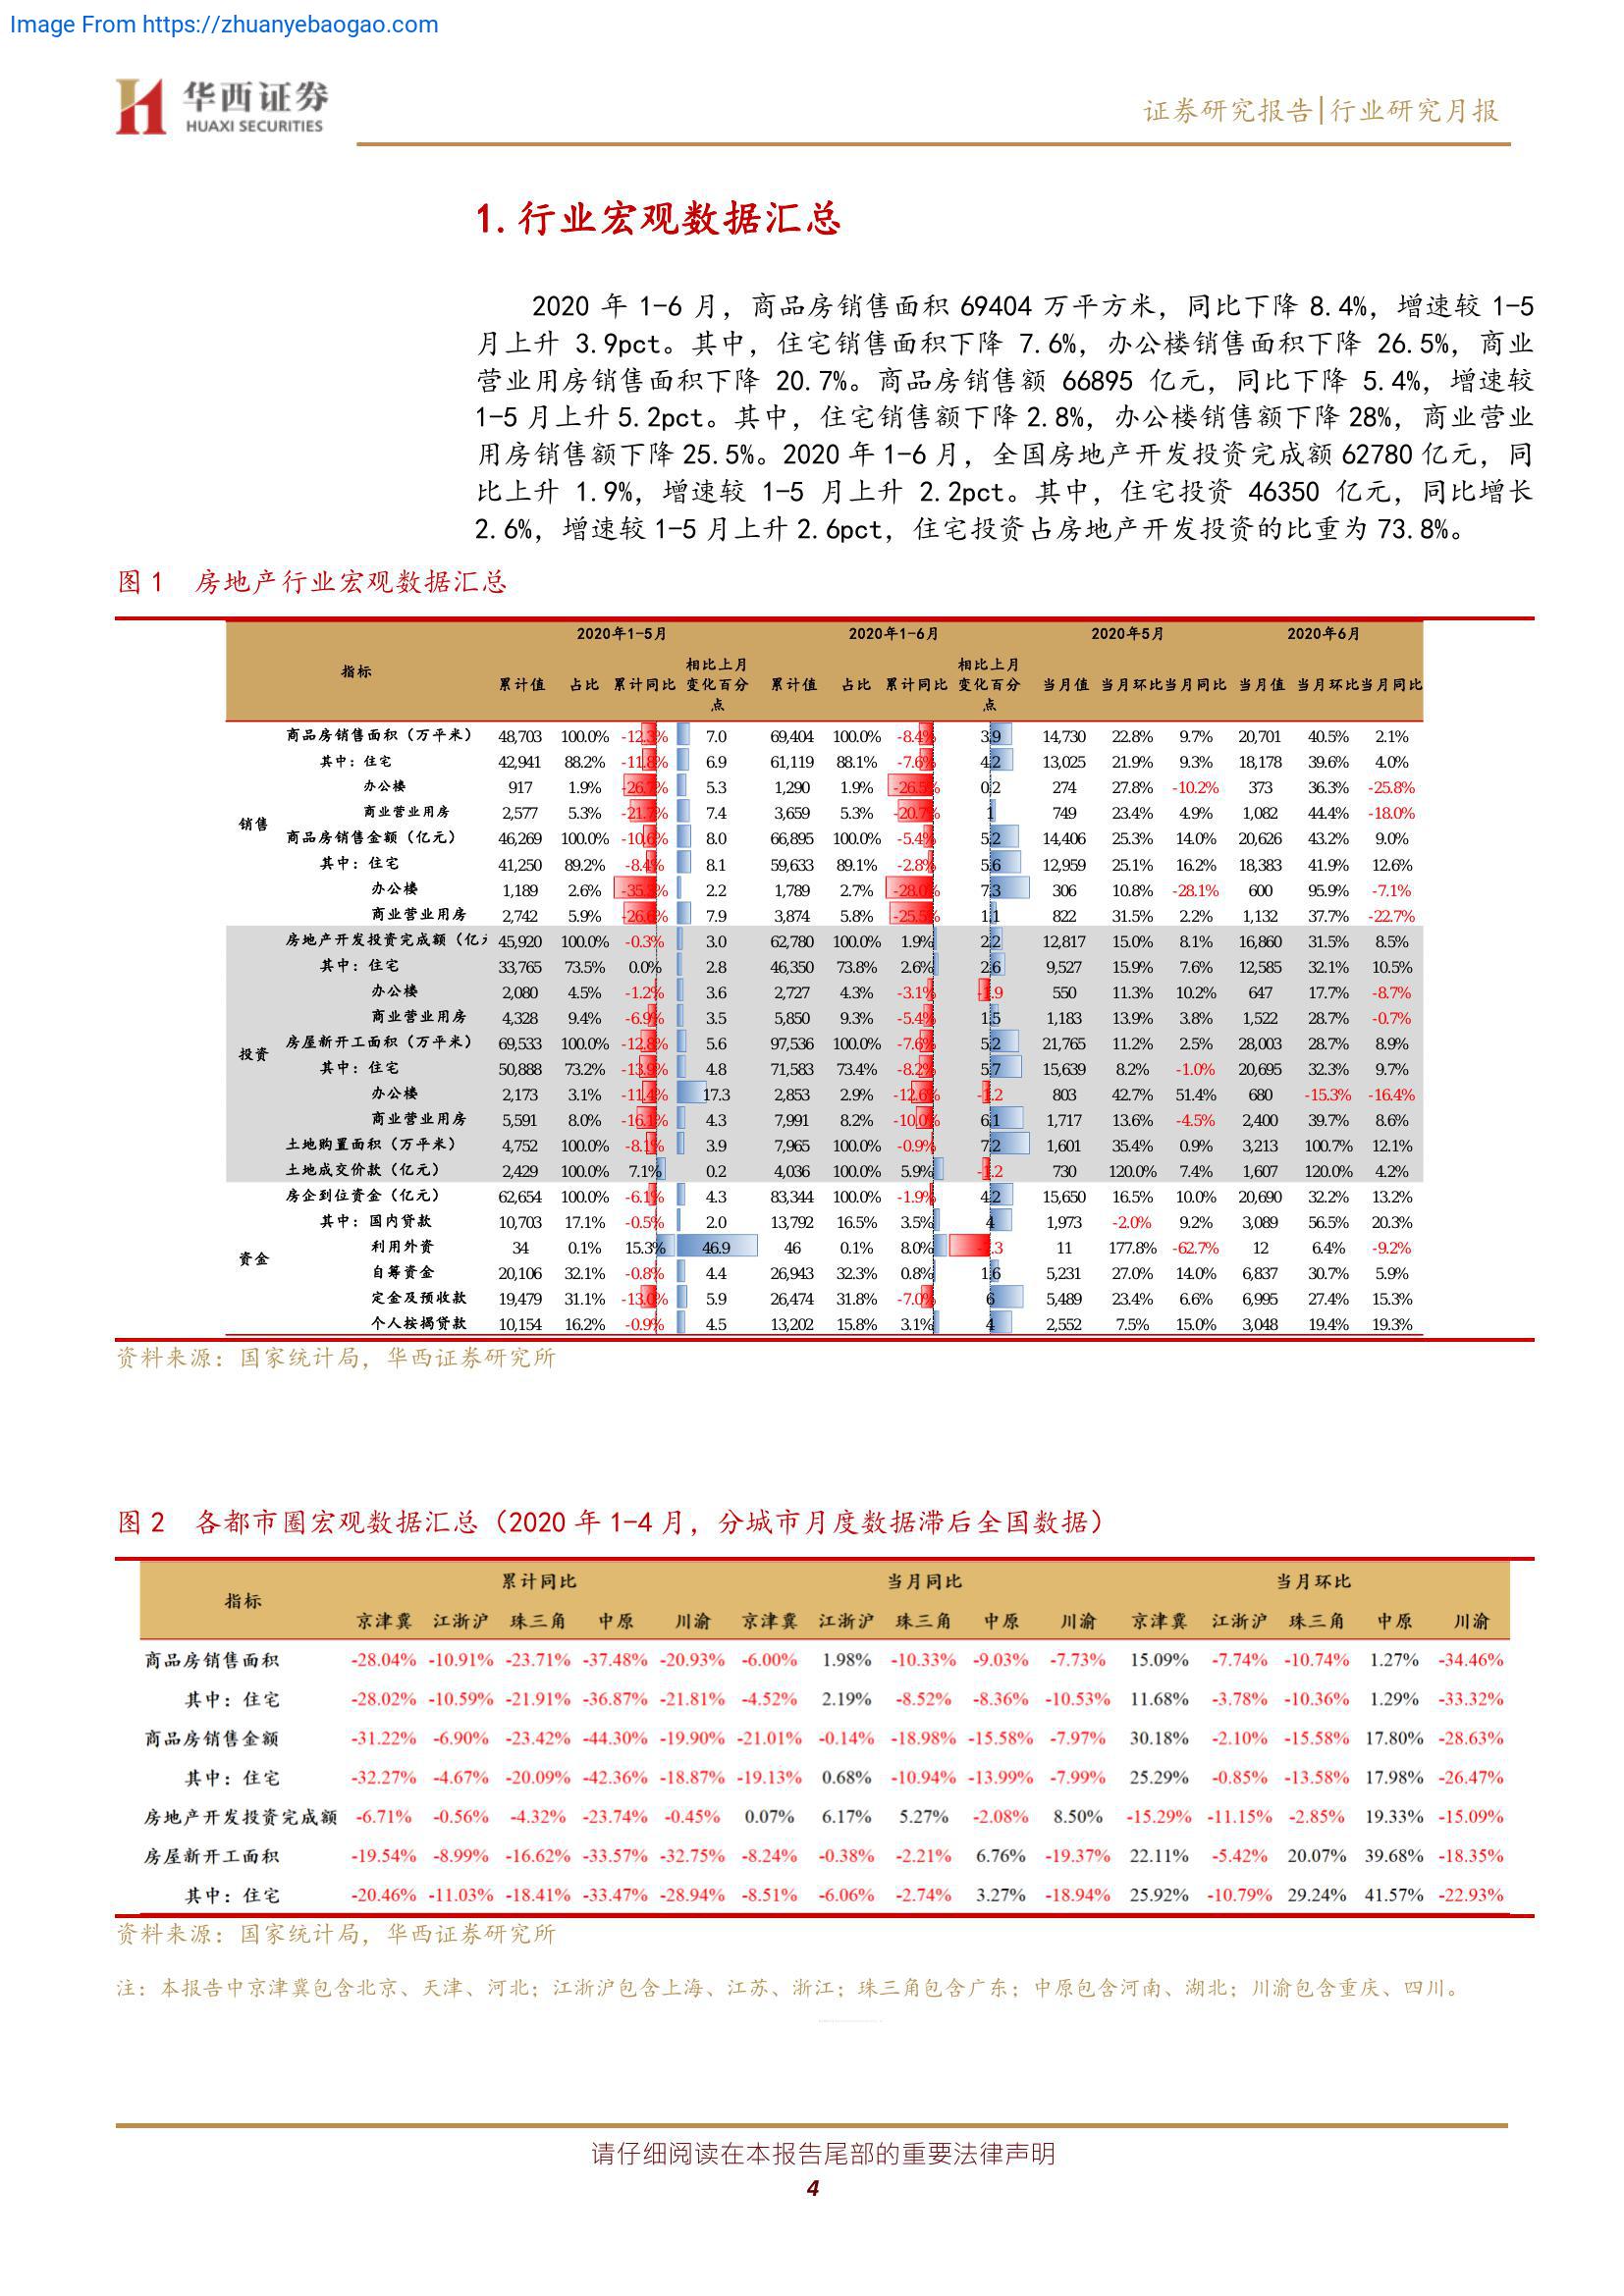 Image From https://zhuanyebaogao.com
华西证券
HUAXI SECURITIES
证券研究报告|行业研究月报
1.行业宏观数据汇总
2020 年 1-6 月，商品房销售面积 69404 万平方米，同比下降 8.4%，增速较 1-5
月上升 3.9pct。其中，住宅销售面积下降 7.6%，办公楼销售面积下降 26.5%，商业
营业用房销售面积下降 20.7%。商品房销售额 66895 亿元，同比下降 5.4%，增速较
1-5 月上升 5.2pct。其中，住宅销售额下降 2.8%，办公楼销售额下降 28%，商业营业
用房销售额下降 25.5%。2020 年 1-6 月，全国房地产开发投资完成额 62780 亿元，同
比上升 1.9%，增速较 1-5 月上升 2.2pct。其中，住宅投资 46350 亿元，同比增长
2.6%，增速较 1-5 月上升 2.6pct，住宅投资占房地产开发投资的比重为 73.8%。
图 1 房地产行业宏观数据汇总
指标 2020年1-5月 2020年1-6月 2020年5月 2020年6月
累计值 占比 累计同比 相比上月变化百分点 累计值 占比 累计同比 相比上月变化百分点 当月值 当月环比 当月同比 当月值 当月环比 当月同比
销售
商品房销售面积（万平米） 48,703 100.0% -12.3% 7.0 69,404 100.0% -8.4% 3.9 14,730 22.8% 9.7% 20,701 40.5% 2.1%
其中：住宅 42,941 88.2% -11.8% 6.9 61,119 88.1% -7.6% 4.2 13,025 21.9% 9.3% 18,178 39.6% 4.0%
办公楼 917 1.9% -26.7% 5.3 1,290 1.9% -26.5% 0.2 274 27.8% -10.2% 373 36.3% -25.8%
商业营业用房 2,577 5.3% -21.7% 7.4 3,659 5.3% -20.7% 1 749 23.4% 4.9% 1,082 44.4% -18.0%
商品房销售金额（亿元） 46,269 100.0% -10.6% 8.0 66,895 100.0% -5.4% 5.2 14,406 25.3% 14.0% 20,626 43.2% 9.0%
其中：住宅 41,250 89.2% -8.4% 8.1 59,633 89.1% -2.8% 5.6 12,959 25.1% 16.2% 18,383 41.9% 12.6%
办公楼 1,189 2.6% -35.3% 2.2 1,789 2.7% -28.0% 7.3 306 10.8% -28.1% 600 95.9% -7.1%
商业营业用房 2,742 5.9% -26.6% 7.9 3,874 5.8% -25.5% 1.1 822 31.5% 2.2% 1,132 37.7% -22.7%
投资
房地产开发投资完成额（亿 45,920 100.0% -0.3% 3.0 62,780 100.0% 1.9% 2.2 12,817 15.0% 8.1% 16,860 31.5% 8.5%
其中：住宅 33,765 73.5% 0.0% 2.8 46,350 73.8% 2.6% 2.6 9,527 15.9% 7.6% 12,585 32.1% 10.5%
办公楼 2,080 4.5% -1.2% 3.6 2,727 4.3% -3.1% -1.9 550 11.3% 10.2% 647 17.7% -8.7%
商业营业用房 4,328 9.4% -6.9% 3.5 5,850 9.3% -5.4% 1.5 1,183 13.9% 3.8% 1,522 28.7% -0.7%
房屋新开工面积（万平米） 69,533 100.0% -12.8% 5.6 97,536 100.0% -7.6% 5.2 21,765 11.2% 2.5% 28,003 28.7% 8.9%
其中：住宅 50,888 73.2% -13.9% 4.8 71,583 73.4% -8.2% 5.7 15,639 8.2% -1.0% 20,695 32.3% 9.7%
办公楼 2,173 3.1% -11.4% 17.3 2,853 2.9% -12.6% -1.2 803 42.7% 51.4% 680 -15.3% -16.4%
商业营业用房 5,591 8.0% -16.1% 4.3 7,991 8.2% -10.0% 6.1 1,717 13.6% -4.5% 2,400 39.7% 8.6%
土地购置面积（万平米） 4,752 100.0% -8.1% 3.9 7,965 100.0% -0.9% 7.2 1,601 35.4% 0.9% 3,213 100.7% 12.1%
土地成交价款（亿元） 2,429 100.0% 7.1% 0.2 4,036 100.0% 5.9% -1.2 730 120.0% 7.4% 1,607 120.0% 4.2%
资金
房企到位资金（亿元） 62,654 100.0% -6.1% 4.3 83,344 100.0% -1.9% 4.2 15,650 16.5% 10.0% 20,690 32.2% 13.2%
其中：国内贷款 10,703 17.1% -0.5% 2.0 13,792 16.5% 3.5% 4 1,973 -2.0% 9.2% 3,089 56.5% 20.3%
利用外资 34 0.1% 15.3% 46.9 46 0.1% 8.0% .3 11 177.8% -62.7% 12 6.4% -9.2%
自筹资金 20,106 32.1% -0.8% 4.4 26,943 32.3% 0.8% 1.6 5,231 27.0% 14.0% 6,837 30.7% 5.9%
定金及预收款 19,479 31.1% -13.0% 5.9 26,474 31.8% -7.0% 6 5,489 23.4% 6.6% 6,995 27.4% 15.3%
个人按揭贷款 10,154 16.2% -0.9% 4.5 13,202 15.8% 3.1% 4 2,552 7.5% 15.0% 3,048 19.4% 19.3%
资料来源：国家统计局，华西证券研究所
图 2 各都市圈宏观数据汇总（2020 年 1-4 月，分城市月度数据滞后全国数据）
指标 累计同比 当月同比 当月环比
京津冀 江浙沪 珠三角 中原 川渝 京津冀 江浙沪 珠三角 中原 川渝 京津冀 江浙沪 珠三角 中原 川渝
商品房销售面积 -28.04% -10.91% -23.71% -37.48% -20.93% -6.00% 1.98% -10.33% -9.03% -7.73% 15.09% -7.74% -10.74% 1.27% -34.46%
其中：住宅 -28.02% -10.59% -21.91% -36.87% -21.81% -4.52% 2.19% -8.52% -8.36% -10.53% 11.68% -3.78% -10.36% 1.29% -33.32%
商品房销售金额 -31.22% -6.90% -23.42% -44.30% -19.90% -21.01% -0.14% -18.98% -15.58% -7.97% 30.18% -2.10% -15.58% 17.80% -28.63%
其中：住宅 -32.27% -4.67% -20.09% -42.36% -18.87% -19.13% 0.68% -10.94% -13.99% -7.99% 25.29% -0.85% -13.58% 17.98% -26.47%
房地产开发投资完成额 -6.71% -0.56% -4.32% -23.74% -0.45% 0.07% 6.17% 5.27% -2.08% 8.50% -15.29% -11.15% -2.85% 19.33% -15.09%
房屋新开工面积 -19.54% -8.99% -16.62% -33.57% -32.75% -8.24% -0.38% -2.21% 6.76% -19.37% 22.11% -5.42% 20.07% 39.68% -18.35%
其中：住宅 -20.46% -11.03% -18.41% -33.47% -28.94% -8.51% -6.06% -2.74% 3.27% -18.94% 25.92% -10.79% 29.24% 41.57% -22.93%
资料来源：国家统计局，华西证券研究所
注：本报告中京津冀包含北京、天津、河北；江浙沪包含上海、江苏、浙江；珠三角包含广东；中原包含河南、湖北；川渝包含重庆、四川。
请仔细阅读在本报告尾部的重要法律声明
4